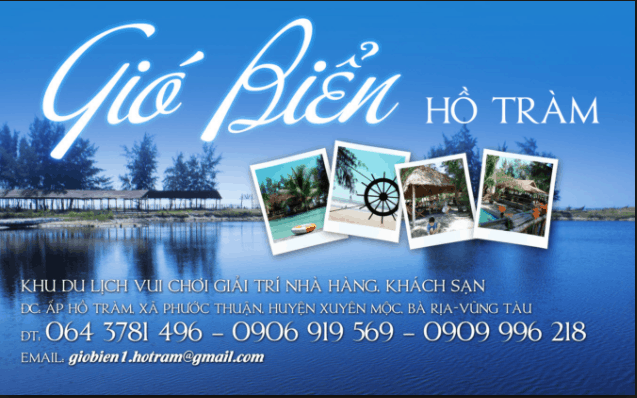 Gió Biển HỒ TRÀM
KHU DU LỊCH VUI CHƠI GIẢI TRÍ NHÀ HÀNG, KHÁCH SẠN
ĐC: ẤP HỒ TRÀM, XÃ PHƯỚC THUẬN, HUYỆN XUYÊN MỘC, BÀ RỊA-VŨNG TÀU
ĐT: 064 3781 496 – 0906 919 569 – 0909 996 218
EMAIL: giobien1.hotram@gmail.com